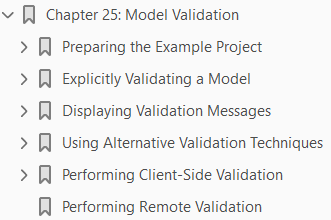 Chapter 25: Model Validation
Preparing the Example Project
Explicitly Validating a Model
Displaying Validation Messages
Using Alternative Validation Techniques
Performing Client-Side Validation
Performing Remote Validation